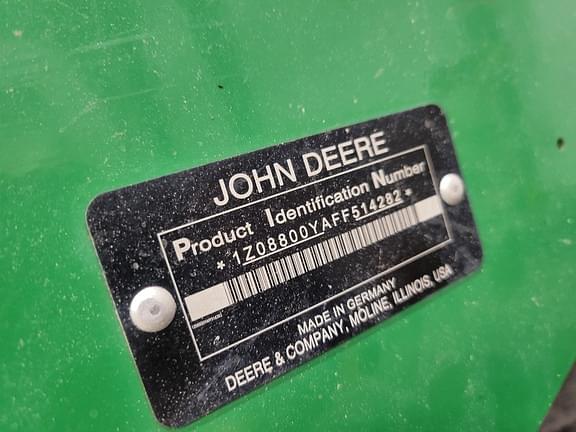 JOHN DEERE
Product Identification Number
*1Z08800YAFF514282*
MADE IN GERMANY
DEERE & COMPANY, MOLINE, ILLINOIS, USA